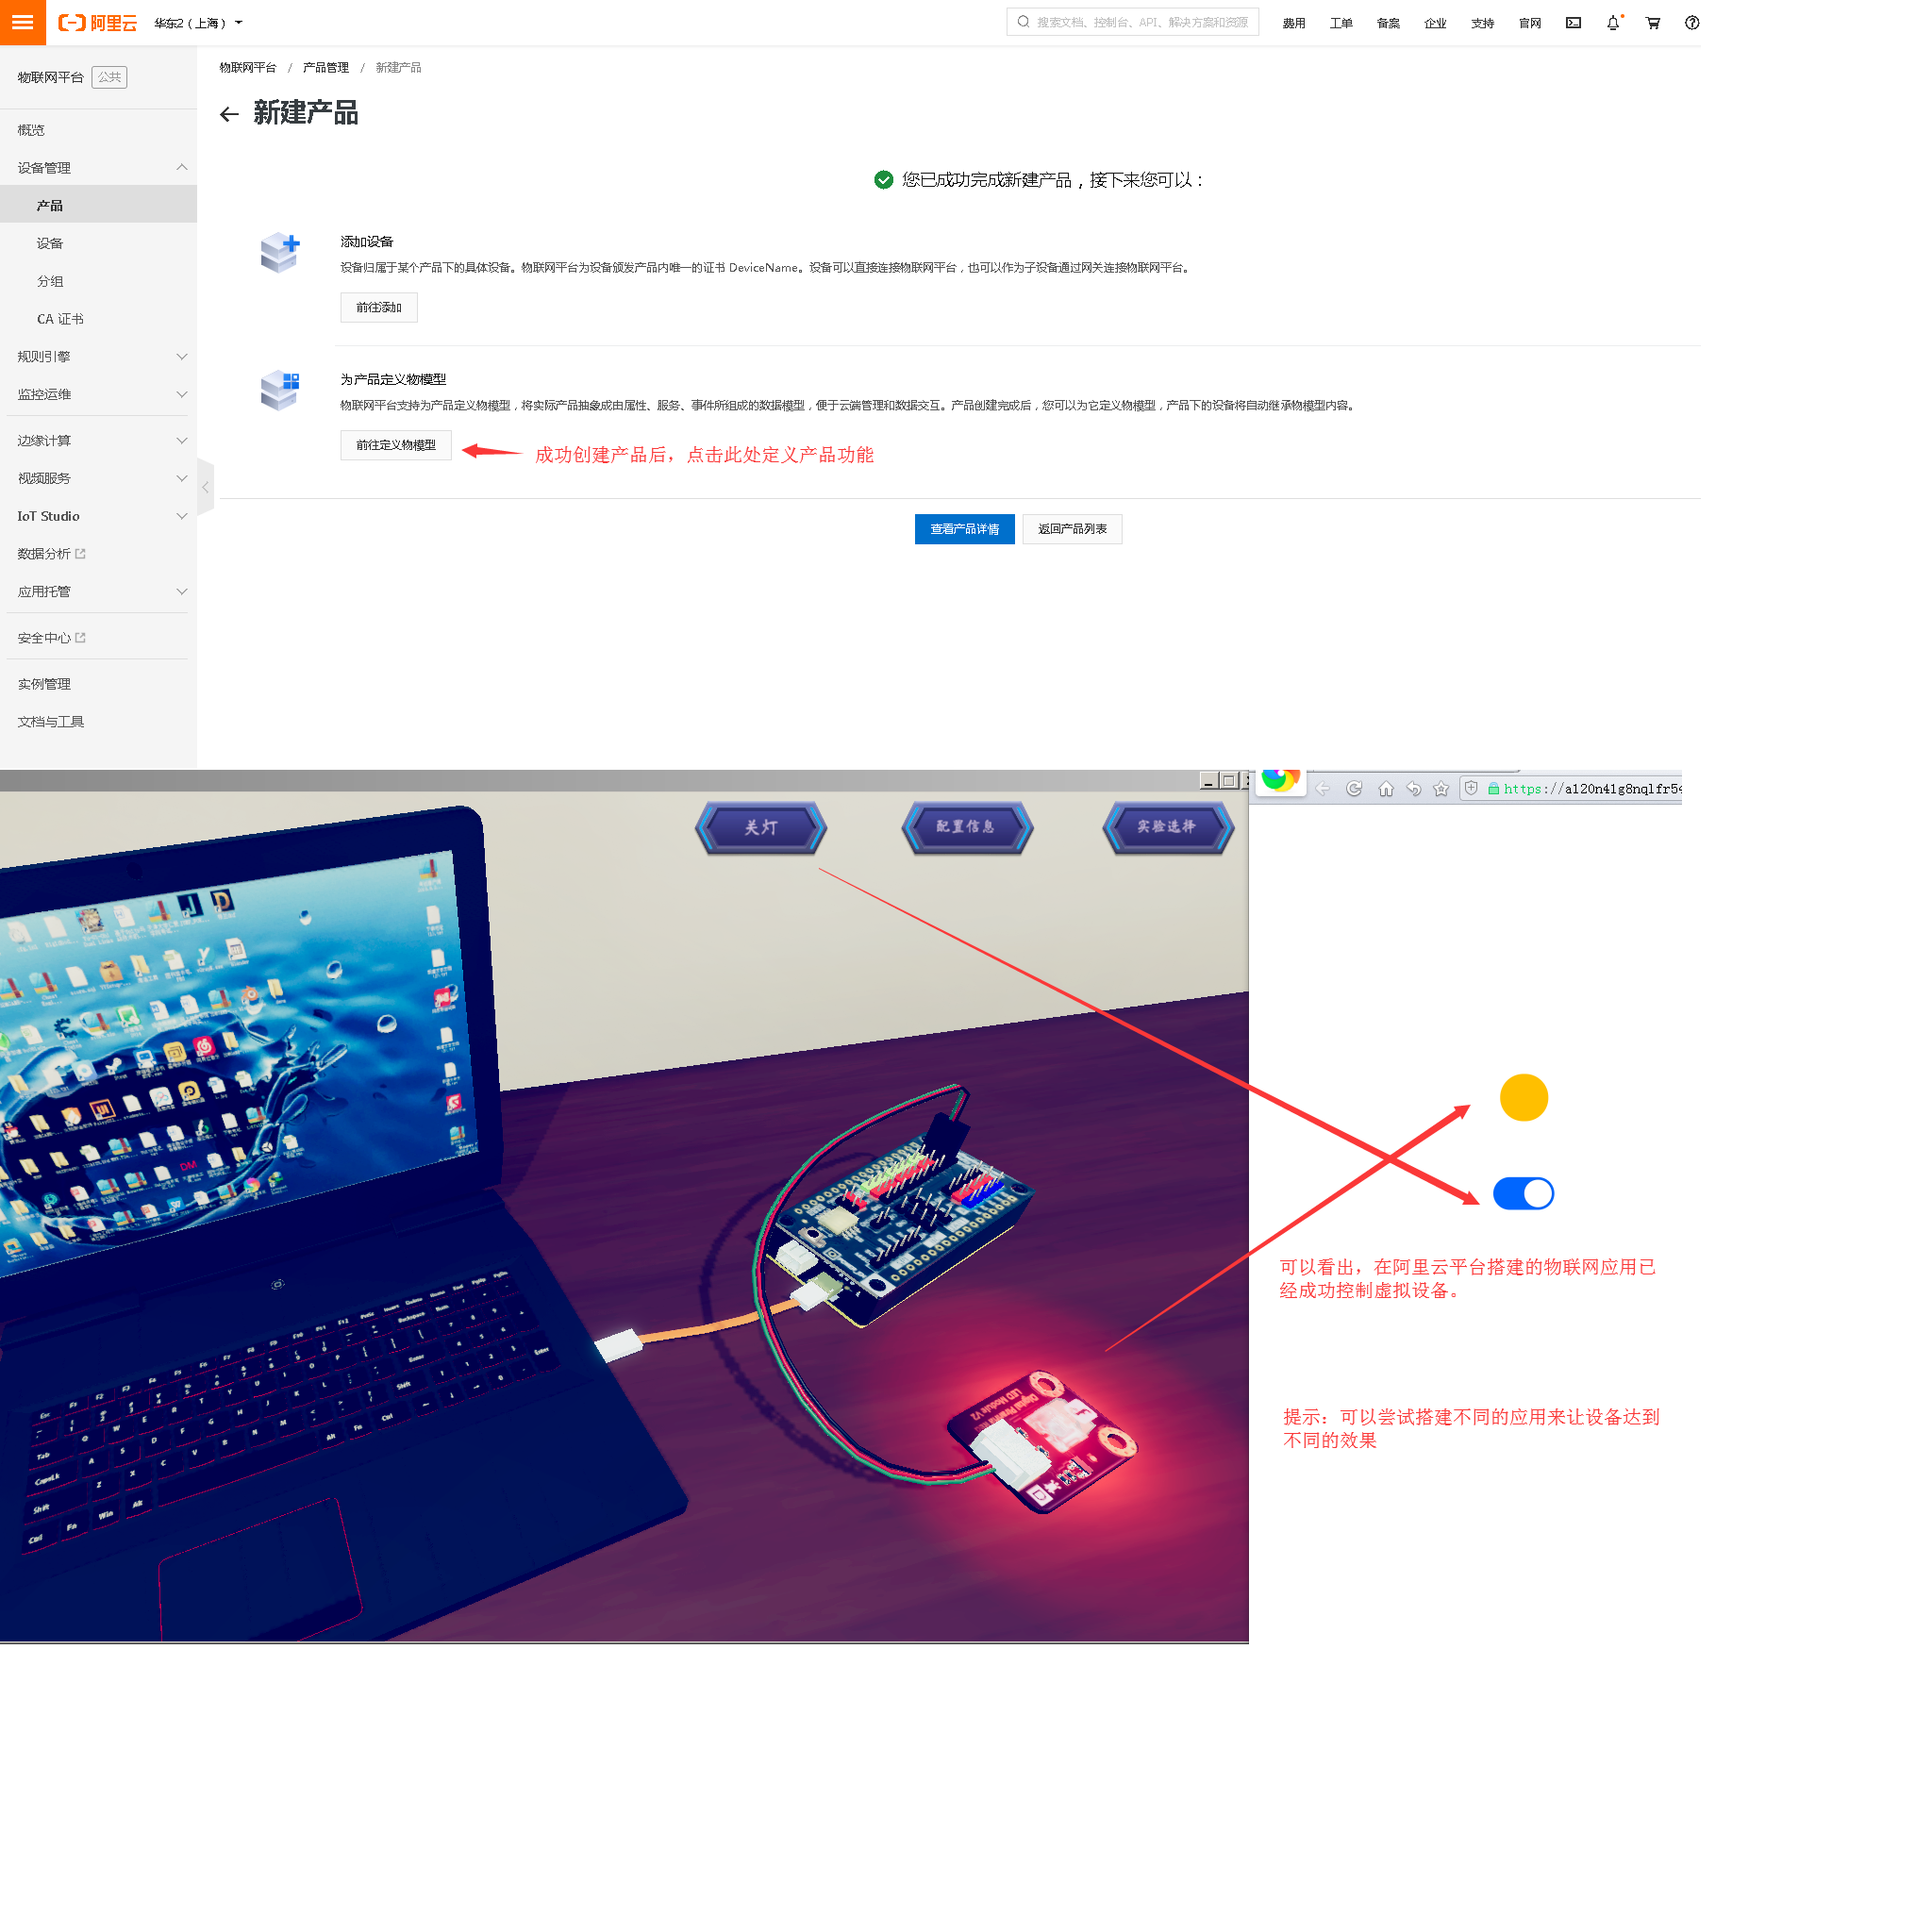 阿里云
华东2（上海）
搜索文档、控制台、API、解决方案和资源
费用
工单
备案
企业
支持
官网
物联网平台
公共
概览
设备管理
产品
设备
分组
CA 证书
规则引擎
监控运维
边缘计算
视频服务
IoT Studio
数据分析
应用托管
安全中心
实例管理
文档与工具
物联网平台 / 产品管理 / 新建产品
新建产品
您已成功完成新建产品，接下来您可以：
添加设备
设备归属于某个产品下的具体设备。物联网平台为设备颁发产品内唯一的证书 DeviceName。设备可以直接连接物联网平台，也可以作为子设备通过网关连接物联网平台。
前往添加
为产品定义物模型
物联网平台支持为产品定义物模型，将实际产品抽象成由属性、服务、事件所组成的数据模型，便于云端管理和数据交互。产品创建完成后，您可以为它定义物模型，产品下的设备将自动继承物模型内容。
前往定义物模型
成功创建产品后，点击此处定义产品功能
查看产品详情
返回产品列表
关灯
配置信息
实验选择
LED Module V2
可以看出，在阿里云平台搭建的物联网应用已
经成功控制虚拟设备。
提示：可以尝试搭建不同的应用来让设备达到
不同的效果